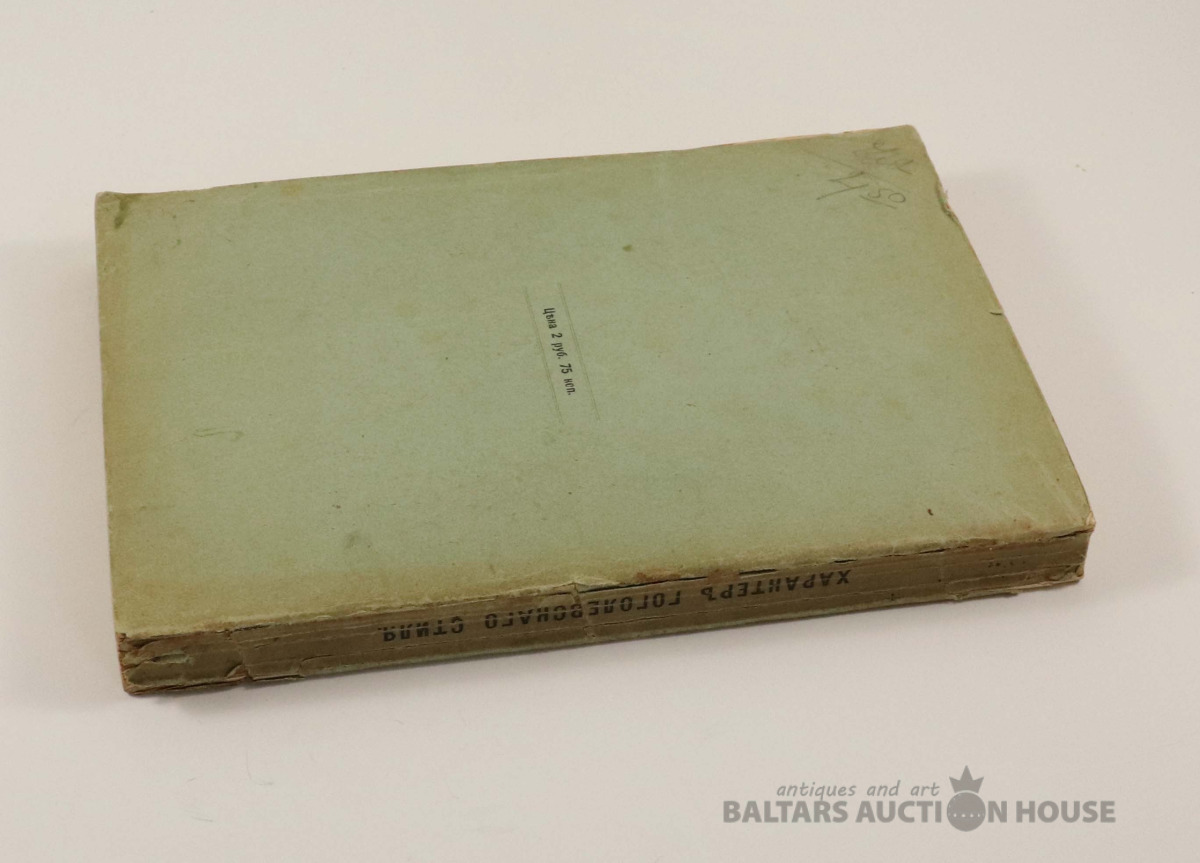 Цѣна 2 руб. 75 коп.
ХАРАКТЕРЪ ГОГОЛЕВСКАГО СТИЛЯ.
antiques and art
BALTARS AUCTION HOUSE